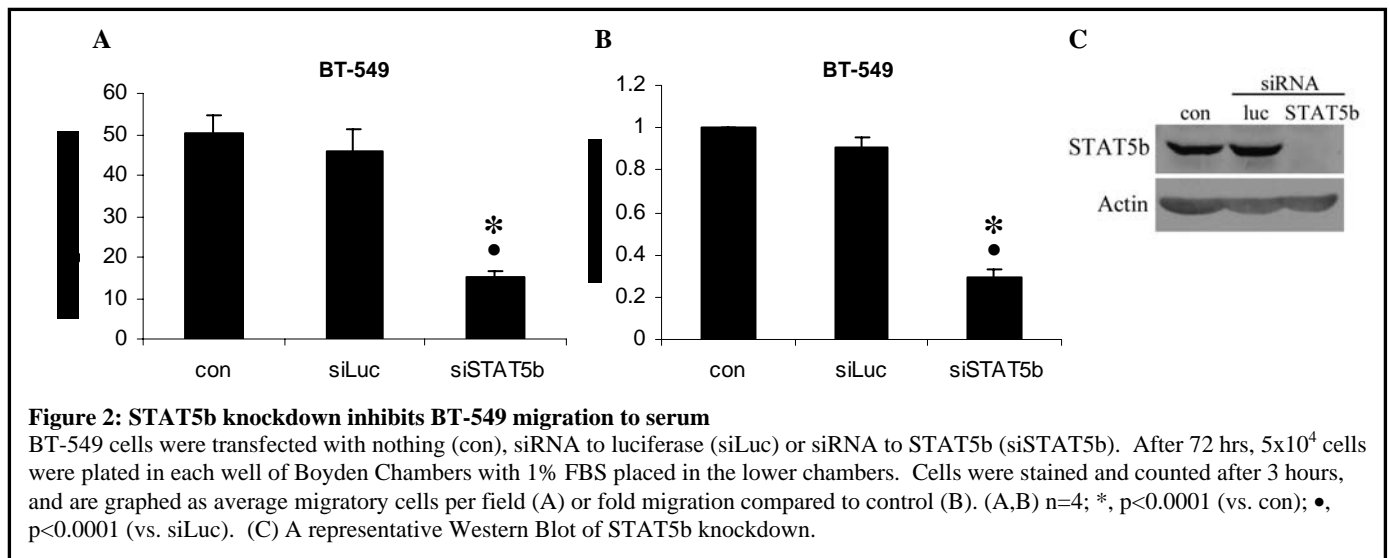 A
B
C
BT-549
60
50
40
30
20
10
0
con
siLuc
siSTAT5b
*
•
BT-549
1.2
1
0.8
0.6
0.4
0.2
0
con
siLuc
siSTAT5b
*
•
siRNA
con luc STAT5b
STAT5b
Actin
Figure 2: STAT5b knockdown inhibits BT-549 migration to serum
BT-549 cells were transfected with nothing (con), siRNA to luciferase (siLuc) or siRNA to STAT5b (siSTAT5b). After 72 hrs, 5x10⁴ cells
were plated in each well of Boyden Chambers with 1% FBS placed in the lower chambers. Cells were stained and counted after 3 hours,
and are graphed as average migratory cells per field (A) or fold migration compared to control (B). (A,B) n=4; *, p<0.0001 (vs. con); •,
p<0.0001 (vs. siLuc). (C) A representative Western Blot of STAT5b knockdown.